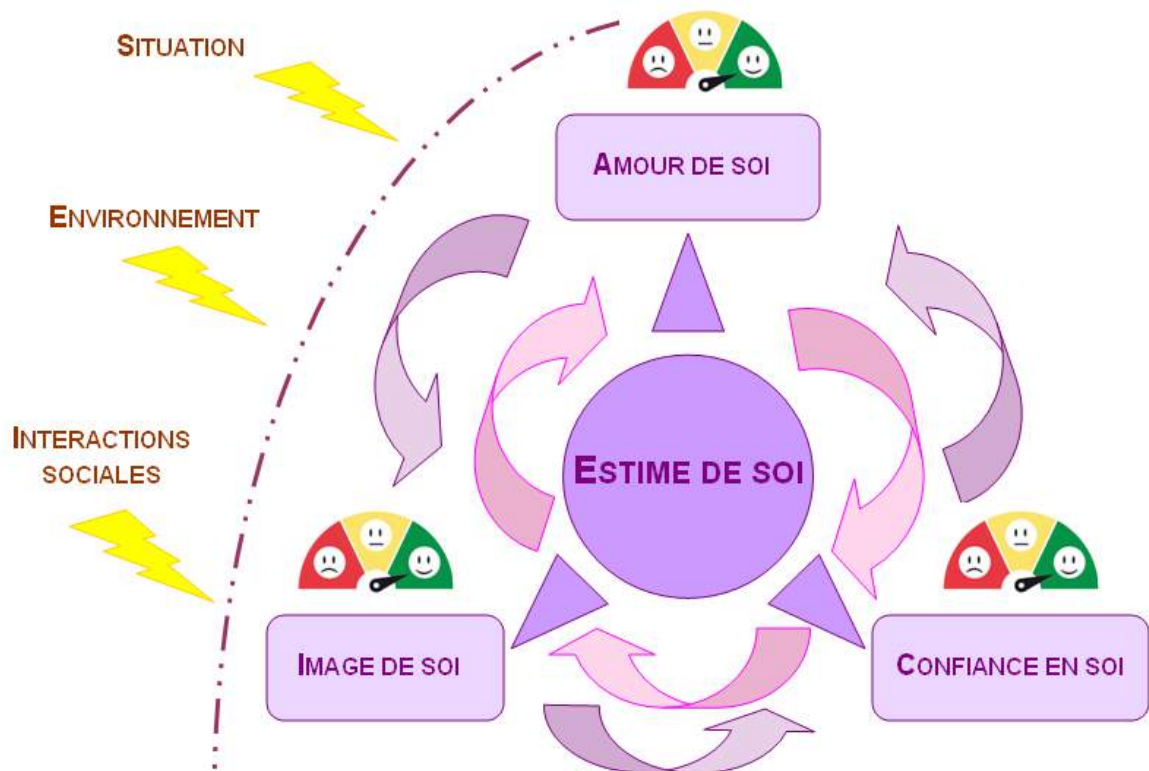 SITUATION
AMOUR DE SOI
ENVIRONNEMENT
INTERACTIONS
SOCIALES
ESTIME DE SOI
IMAGE DE SOI
CONFIANCE EN SOI